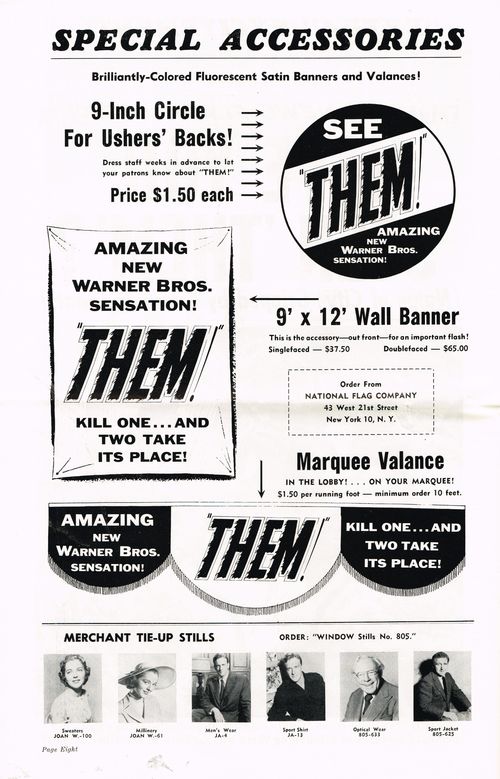 SPECIAL ACCESSORIES
Brilliantly-Colored Fluorescent Satin Banners and Valances!
9-Inch Circle
For Ushers' Backs!
Dress staff weeks in advance to let
your patrons know about "THEM!"
Price $1.50 each
SEE
"THEM!"
AMAZING
NEW
WARNER BROS.
SENSATION!
AMAZING
NEW
WARNER BROS.
SENSATION!
"THEM!"
KILL ONE...AND
TWO TAKE
ITS PLACE!
9' x 12' Wall Banner
This is the accessory—out front—for an important flash!
Singlefaced — $37.50 Doublefaced — $65.00
Order From
NATIONAL FLAG COMPANY
43 West 21st Street
New York 10, N. Y.
Marquee Valance
IN THE LOBBY! . . . ON YOUR MARQUEE!
$1.50 per running foot — minimum order 10 feet.
AMAZING
NEW
WARNER BROS.
SENSATION!
"THEM!"
KILL ONE...AND
TWO TAKE
ITS PLACE!
MERCHANT TIE-UP STILLS ORDER: "WINDOW Stills No. 805."
Sweaters
JOAN W.-100
Millinery
JOAN W.-61
Men's Wear
JA-4
Sport Shirt
JA-13
Optical Wear
805-633
Sport Jacket
805-625
Page Eight